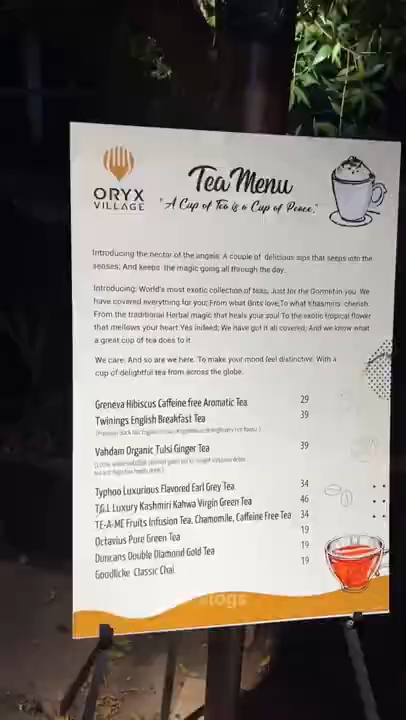 ORYX
VILLAGE
Tea Menu
"A Cup of Tea is a Cup of Peace."
Introducing the nectar of the angels: A couple of delicious sips that seeps into the
senses; And keeps the magic going all through the day.
Introducing: World's most exotic collection of teas; Just for the Gormet in you. We
have covered everything for you; From what Brits love; To what Khasmiris cherish.
From the traditional Herbal magic that heals your soul To the exotic tropical flower
that mellows your heart. Yes indeed; We have got it all covered; And we know what
a great cup of tea does to it.
We care. And so are we here. To make your mood feel distinctive. With a
cup of delightful tea from across the globe.
Greneva Hibiscus Caffeine free Aromatic Tea 29
Twinings English Breakfast Tea 39
Vahdam Organic Tulsi Ginger Tea 39
Typhoo Luxurious Flavored Earl Grey Tea 34
T.G.L Luxury Kashmiri Kahwa Virgin Green Tea 46
TE-A-ME Fruits Infusion Tea, Chamomile, Caffeine Free Tea 34
Octavius Pure Green Tea 19
Duncans Double Diamond Gold Tea 19
Goodlicke Classic Chai 19